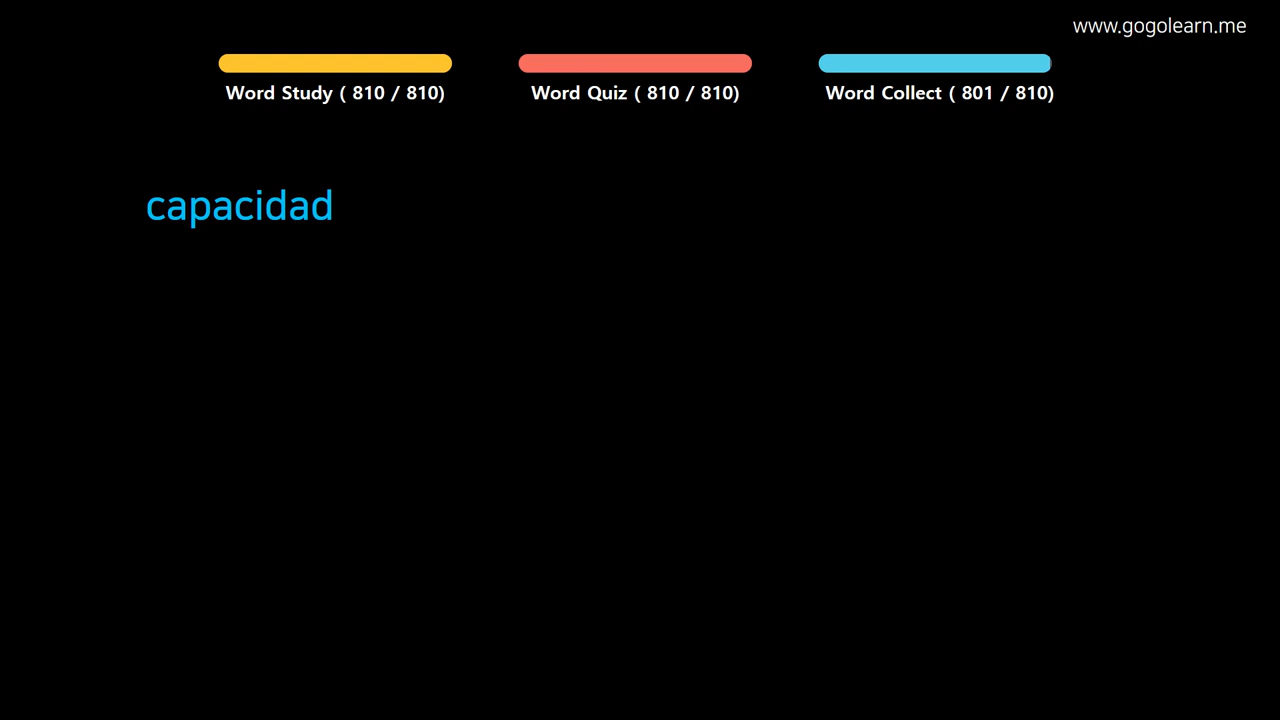 www.gogolearn.me
Word Study ( 810 / 810)
Word Quiz ( 810 / 810)
Word Collect ( 801 / 810)
capacidad